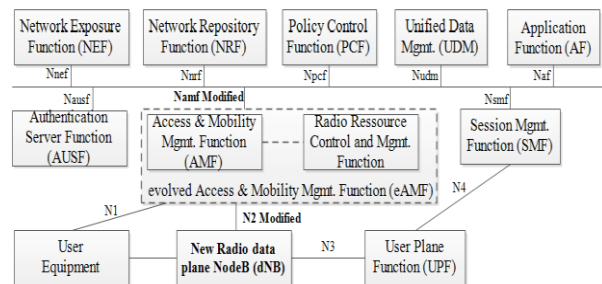 Network Exposure
Function (NEF)
Network Repository
Function (NRF)
Policy Control
Function (PCF)
Unified Data
Mgmt. (UDM)
Application
Function (AF)
Nnef
Nnrf
Npcf
Nudm
Naf
Nausf
Namf Modified
Nsmf
Authentication
Server Function
(AUSF)
Access & Mobility
Mgmt. Function
(AMF)
Radio Ressource
Control and Mgmt.
Function
evolved Access & Mobility Mgmt. Function (eAMF)
Session Mgmt.
Function (SMF)
N1
N2 Modified
N4
User
Equipment
New Radio data
plane NodeB (dNB)
N3
User Plane
Function (UPF)